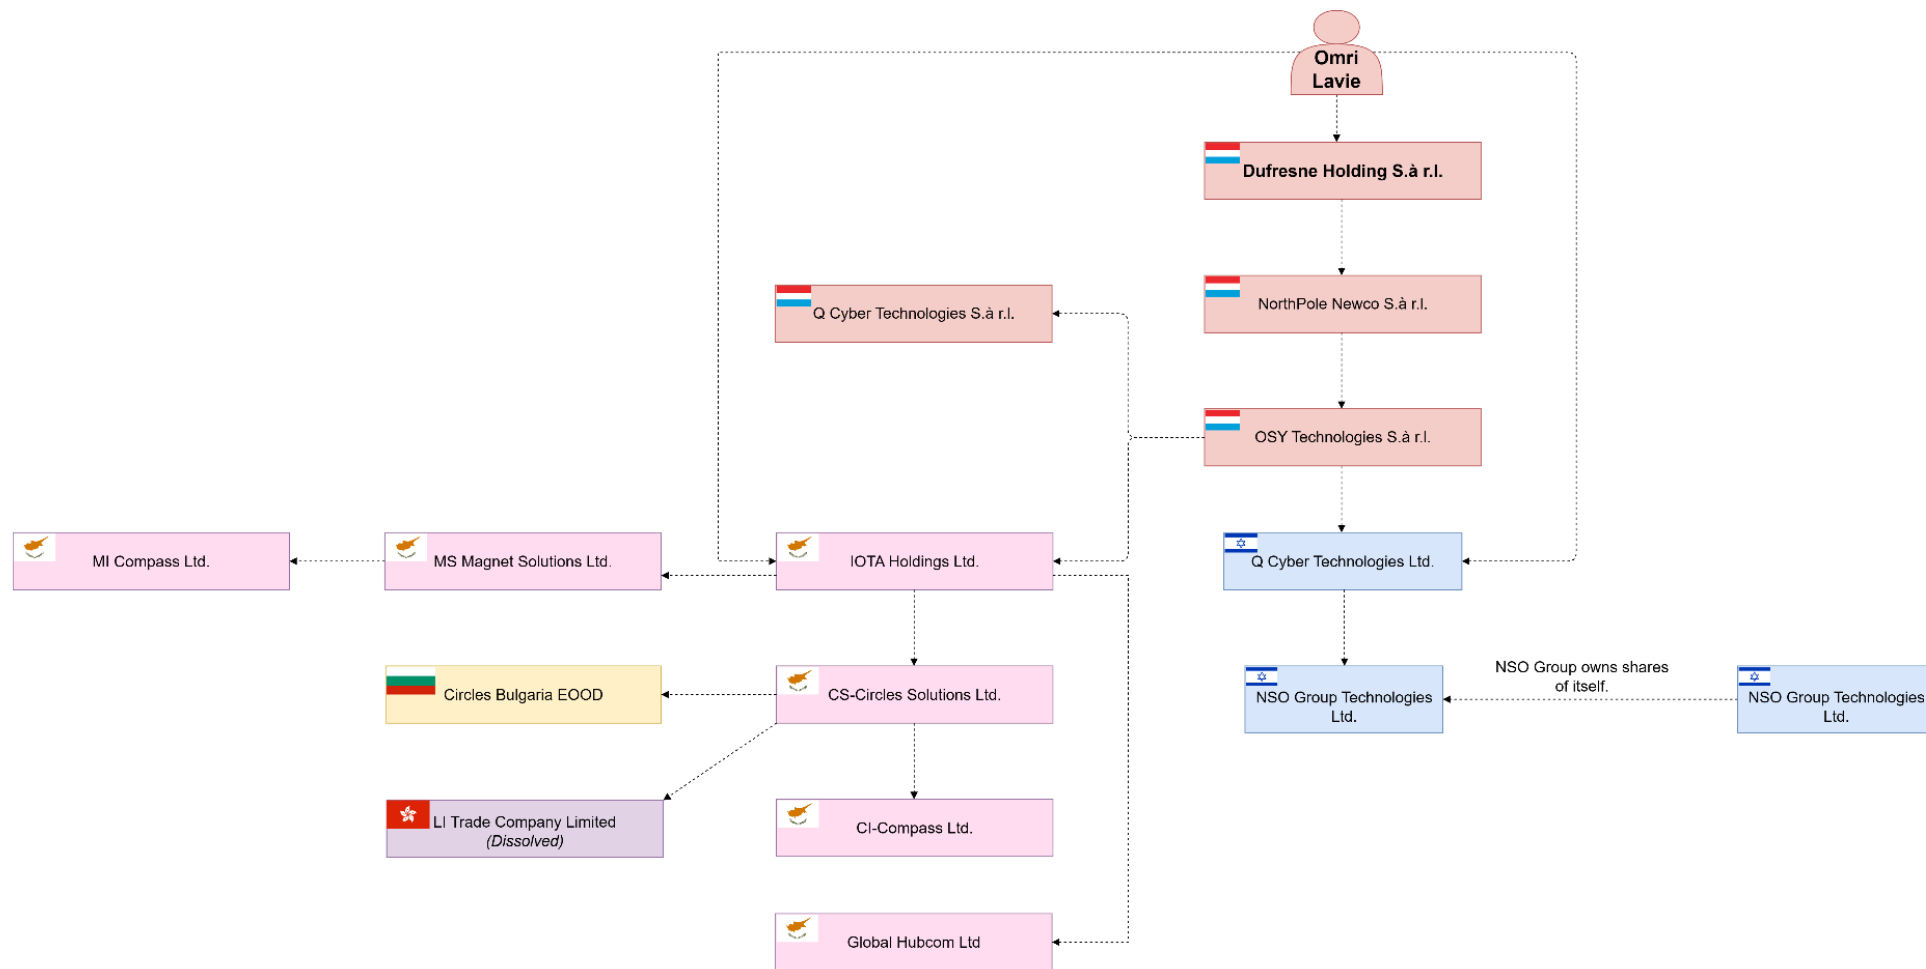 Omri
Lavie
Dufresne Holding S.à r.l.
NorthPole Newco S.à r.l.
Q Cyber Technologies S.à r.l.
OSY Technologies S.à r.l.
MI Compass Ltd.
MS Magnet Solutions Ltd.
IOTA Holdings Ltd.
Q Cyber Technologies Ltd.
Circles Bulgaria EOOD
CS-Circles Solutions Ltd.
NSO Group Technologies
Ltd.
NSO Group owns shares
of itself.
NSO Group Technologies
Ltd.
LI Trade Company Limited
(Dissolved)
CI-Compass Ltd.
Global Hubcom Ltd